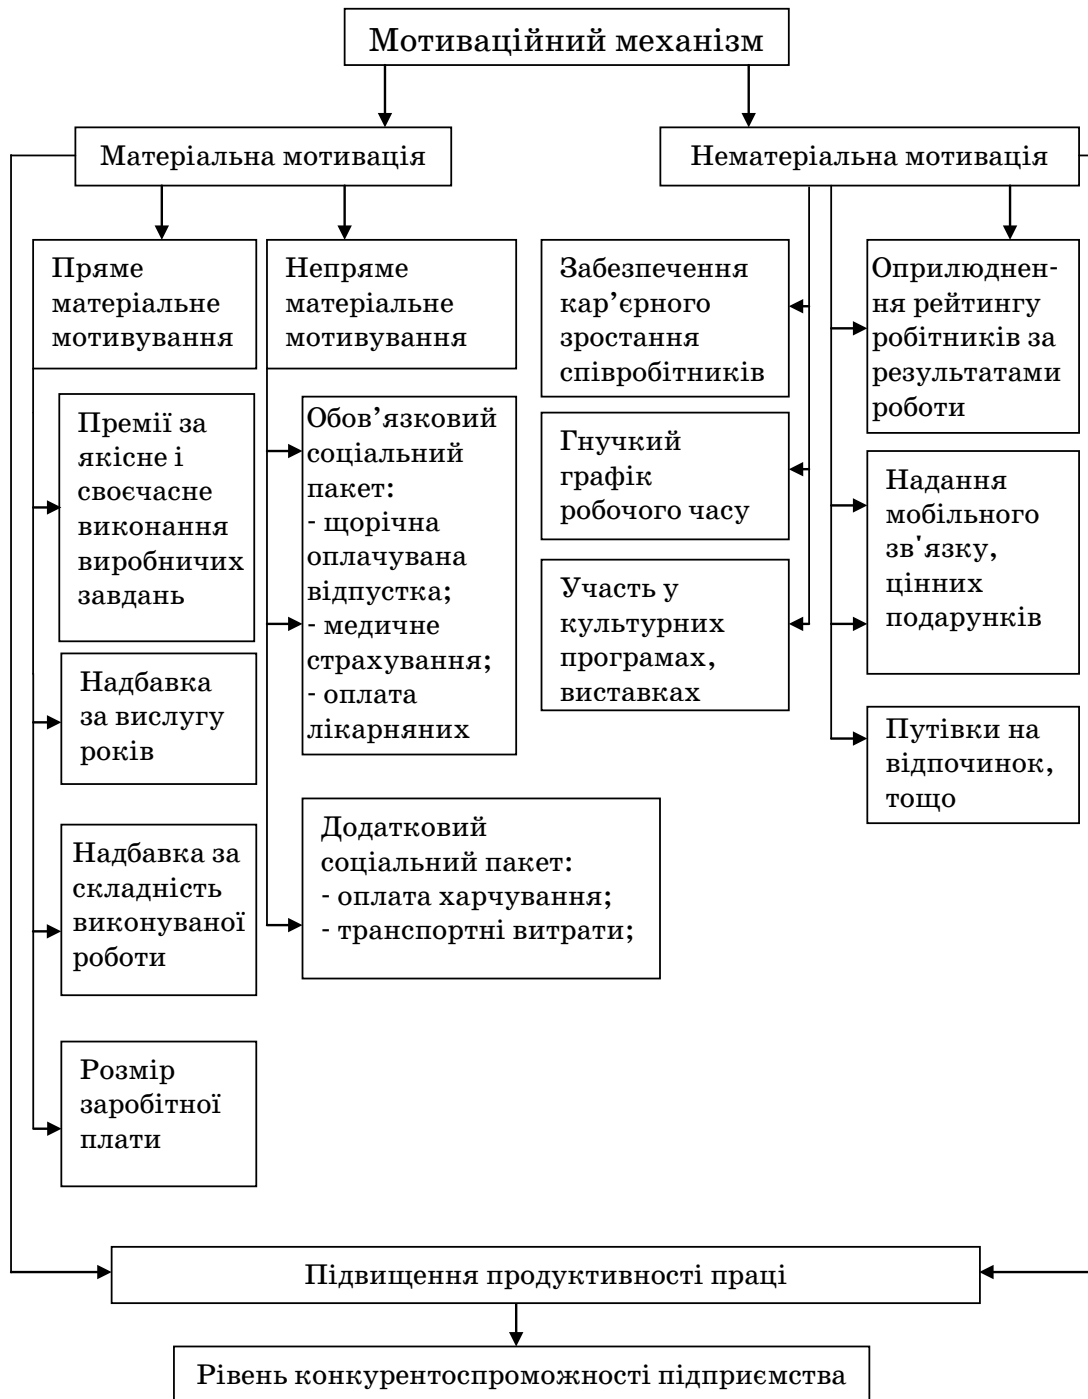 Мотиваційний механізм
Матеріальна мотивація
Нематеріальна мотивація
Пряме
матеріальне
мотивування
Непряме
матеріальне
мотивування
Забезпечення
кар’єрного
зростання
співробітників
Оприлюднен-
ня рейтингу
робітників за
результатами
роботи
Премії за
якісне і
своєчасне
виконання
виробничих
завдань
Обов’язковий
соціальний
пакет:
- щорічна
оплачувана
відпустка;
- медичне
страхування;
- оплата
лікарняних
Гнучкий
графік
робочого часу
Надання
мобільного
зв'язку,
цінних
подарунків
Участь у
культурних
програмах,
виставках
Надбавка
за вислугу
років
Путівки на
відпочинок,
тощо
Надбавка за
складність
виконуваної
роботи
Додатковий
соціальний пакет:
- оплата харчування;
- транспортні витрати;
Розмір
заробітної
плати
Підвищення продуктивності праці
Рівень конкурентоспроможності підприємства